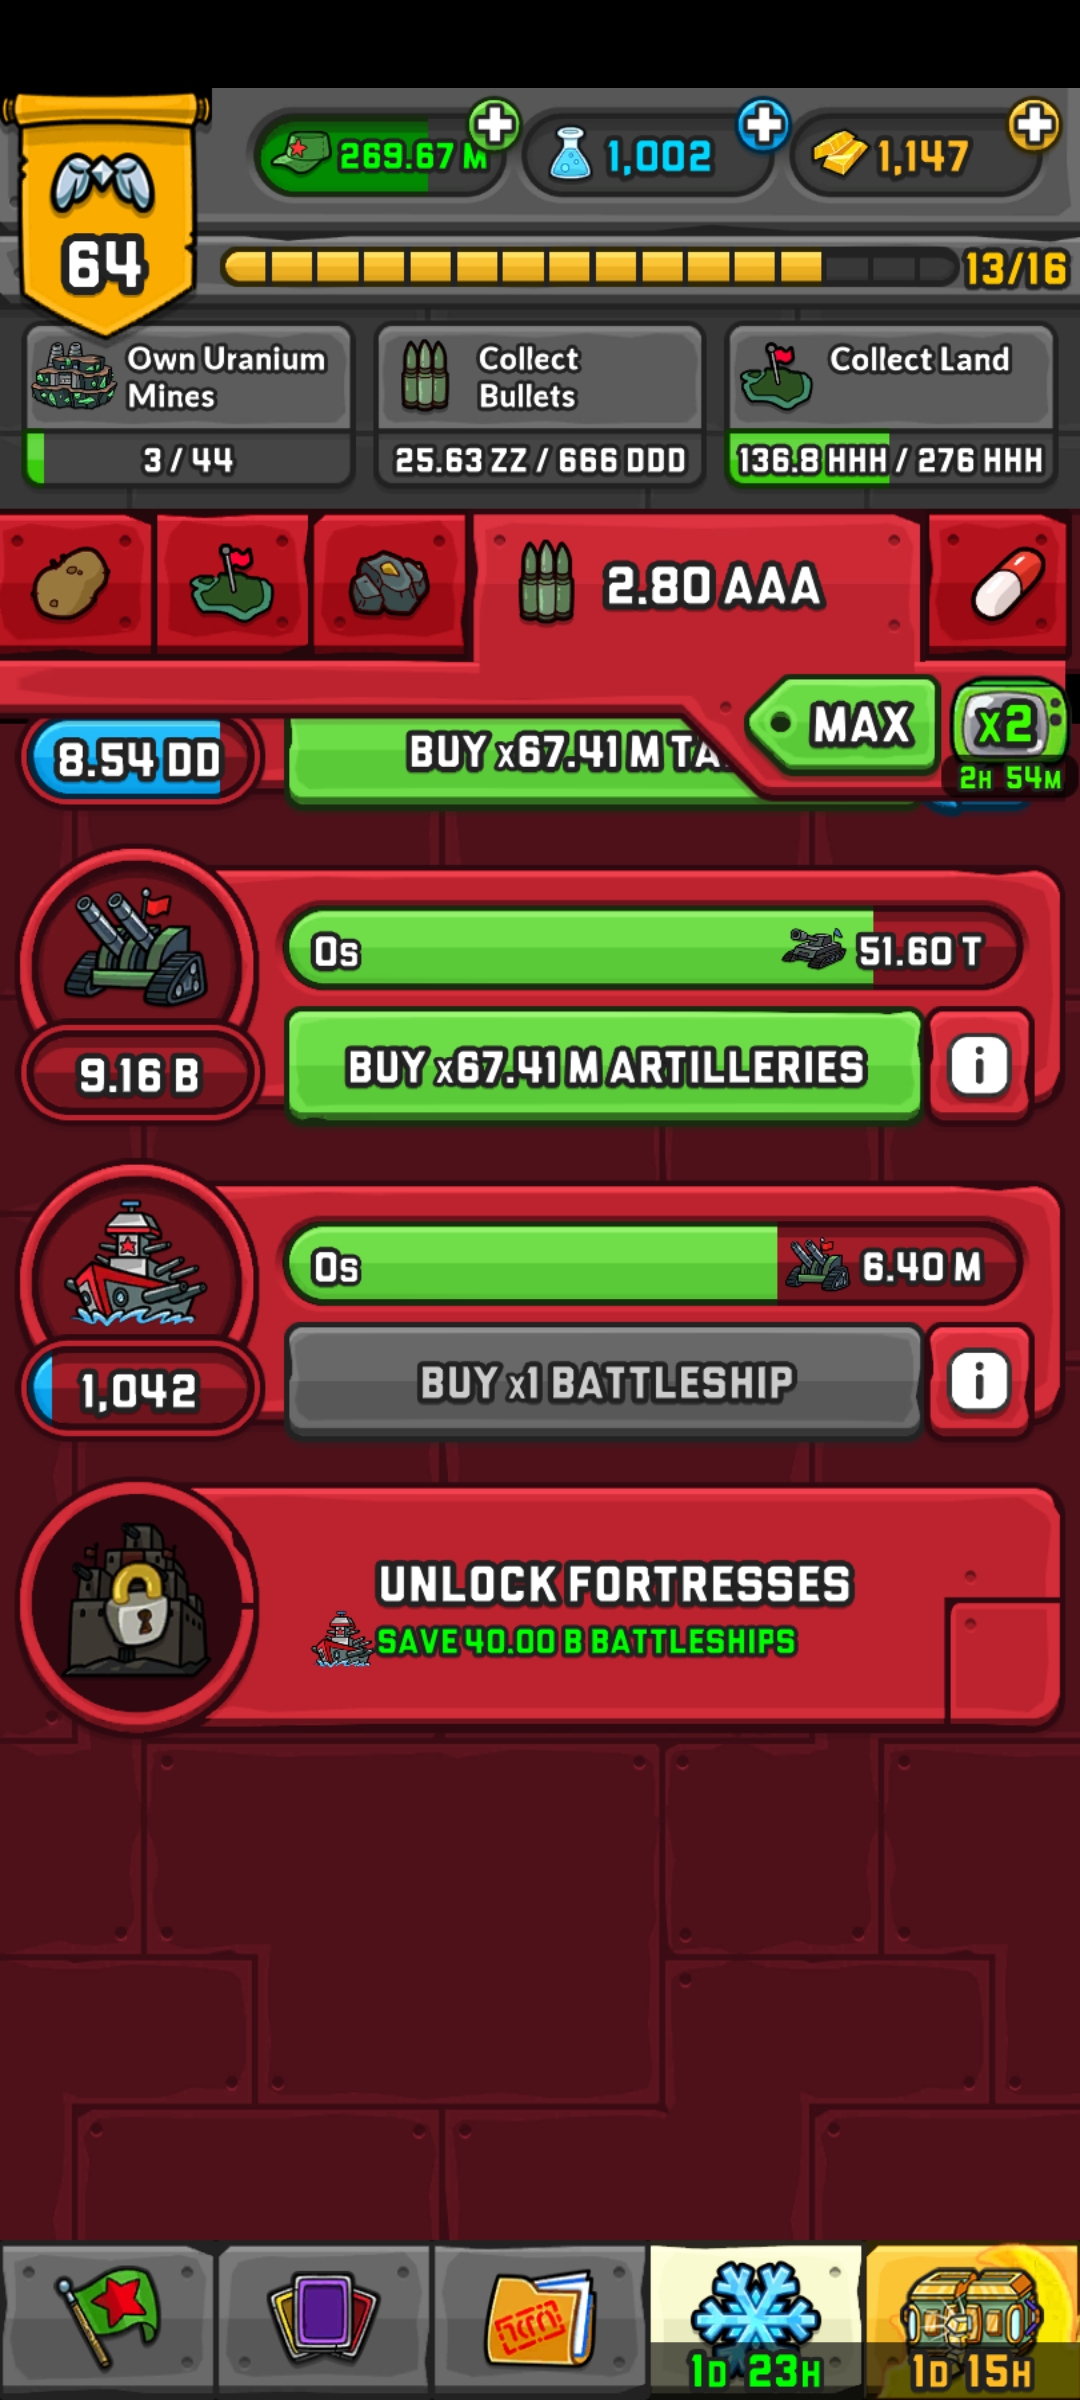 269.67 M
1,002
1,147
64
13/16
Own Uranium
Mines
Collect
Bullets
Collect Land
3 / 44
25.63 ZZ / 666 DDD
136.8 HHH / 276 HHH
2.80 AAA
MAX
x2
2H 54M
8.54 DD
BUY x67.41 M TA
0s
51.60 T
9.16 B
BUY x67.41 M ARTILLERIES
i
0s
6.40 M
1,042
BUY x1 BATTLESHIP
i
UNLOCK FORTRESSES
SAVE 40.00 B BATTLESHIPS
1D 23H
1D 15H